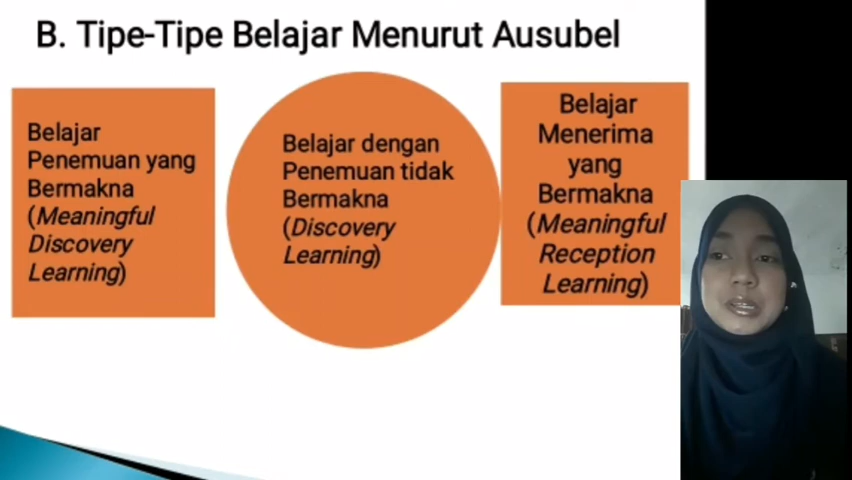 B. Tipe-Tipe Belajar Menurut Ausubel
Belajar
Penemuan yang
Bermakna
(Meaningful
Discovery
Learning)
Belajar dengan
Penemuan tidak
Bermakna
(Discovery
Learning)
Belajar
Menerima
yang
Bermakna
(Meaningful
Reception
Learning)